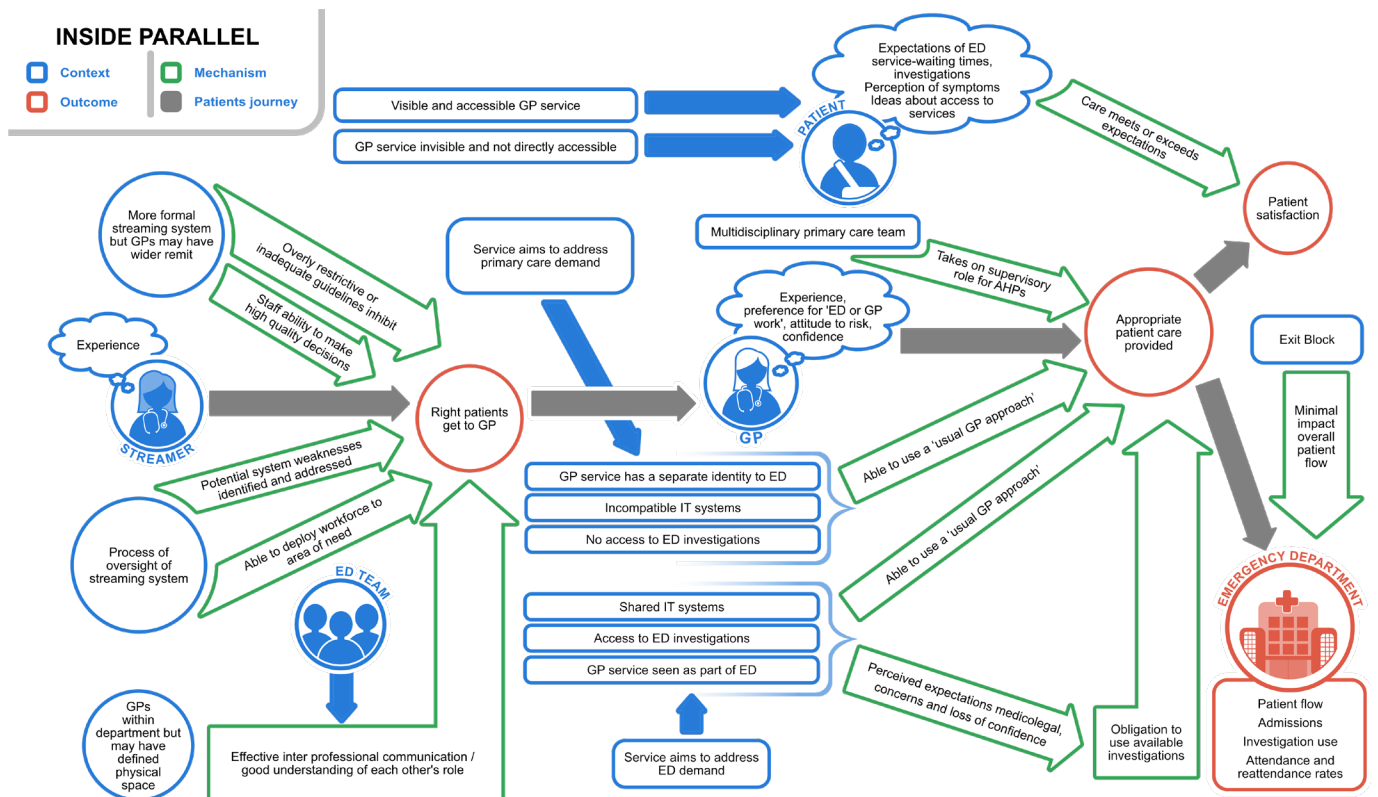 INSIDE PARALLEL
Context
Mechanism
Outcome
Patients journey
Visible and accessible GP service
GP service invisible and not directly accessible
PATIENT
Expectations of ED
service-waiting times,
investigations
Perception of symptoms
Ideas about access to
services
Care meets or exceeds
expectations
Patient
satisfaction
More formal
streaming system
but GPs may have
wider remit
Overly restrictive or
inadequate guidelines inhibit
Staff ability to make
high quality decisions
Service aims to address
primary care demand
Multidisciplinary primary care team
Takes on supervisory
role for AHPs
Experience,
preference for 'ED or GP
work', attitude to risk,
confidence
GP
Appropriate
patient care
provided
Exit Block
Minimal
impact
overall
patient
flow
Experience
STREAMER
Right patients
get to GP
Potential system weaknesses
identified and addressed
Able to deploy workforce to
area of need
Process of
oversight of
streaming system
ED TEAM
GP service has a separate identity to ED
Incompatible IT systems
No access to ED investigations
Able to use a 'usual GP approach'
Able to use a 'usual GP approach'
Shared IT systems
Access to ED investigations
GP service seen as part of ED
Perceived expectations medicolegal,
concerns and loss of confidence
Obligation to
use available
investigations
Service aims to address
ED demand
GPs
within
department but
may have
defined
physical
space
Effective inter professional communication /
good understanding of each other's role
EMERGENCY DEPARTMENT
Patient flow
Admissions
Investigation use
Attendance and
reattendance rates